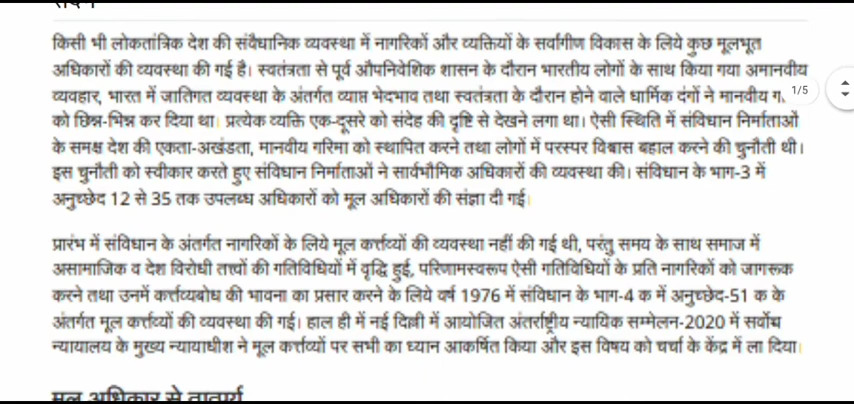 किसी भी लोकतांत्रिक देश की संवैधानिक व्यवस्था में नागरिकों और व्यक्तियों के सर्वांगीण विकास के लिये कुछ मूलभूत
अधिकारों की व्यवस्था की गई है। स्वतंत्रता से पूर्व औपनिवेशिक शासन के दौरान भारतीय लोगों के साथ किया गया अमानवीय
व्यवहार, भारत में जातिगत व्यवस्था के अंतर्गत व्याप्त भेदभाव तथा स्वतंत्रता के दौरान होने वाले धार्मिक दंगों ने मानवीय
1/5
को छिन्न-भिन्न कर दिया था। प्रत्येक व्यक्ति एक-दूसरे को संदेह की दृष्टि से देखने लगा था। ऐसी स्थिति में संविधान निर्माताओं
के समक्ष देश की एकता-अखंडता, मानवीय गरिमा को स्थापित करने तथा लोगों में परस्पर विश्वास बहाल करने की चुनौती थी।
इस चुनौती को स्वीकार करते हुए संविधान निर्माताओं ने सार्वभौमिक अधिकारों की व्यवस्था की। संविधान के भाग-3 में
अनुच्छेद 12 से 35 तक उपलब्ध अधिकारों को मूल अधिकारों की संज्ञा दी गई।
प्रारंभ में संविधान के अंतर्गत नागरिकों के लिये मूल कर्त्तव्यों की व्यवस्था नहीं की गई थी, परंतु समय के साथ समाज में
असामाजिक व देश विरोधी तत्त्वों की गतिविधियों में वृद्धि हुई, परिणामस्वरूप ऐसी गतिविधियों के प्रति नागरिकों को जागरूक
करने तथा उनमें कर्त्तव्यबोध की भावना का प्रसार करने के लिये वर्ष 1976 में संविधान के भाग-4 क में अनुच्छेद-51 क के
अंतर्गत मूल कर्त्तव्यों की व्यवस्था की गई। हाल ही में नई दिल्ली में आयोजित अंतर्राष्ट्रीय न्यायिक सम्मेलन-2020 में सर्वोच्च
न्यायालय के मुख्य न्यायाधीश ने मूल कर्त्तव्यों पर सभी का ध्यान आकर्षित किया और इस विषय को चर्चा के केंद्र में ला दिया।
मूल अधिकार से तात्पर्य